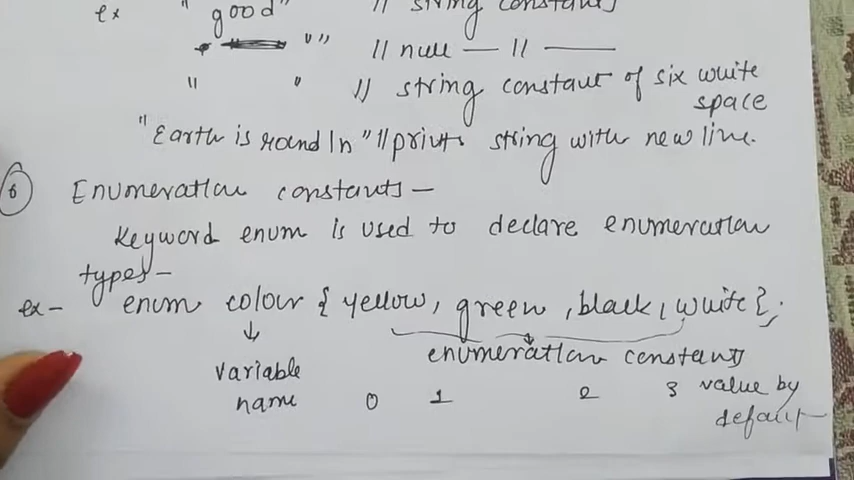 ex "good" // string constants
"" // null — // —
" " // string constant of six white
space
"Earth is round\n" // prints string with new line.
6 Enumeration constants —
Keyword enum is used to declare enumeration
types —
ex - enum colour { yellow, green, black, white };
enumeration constants
variable
name 0 1 2 3 value by
default